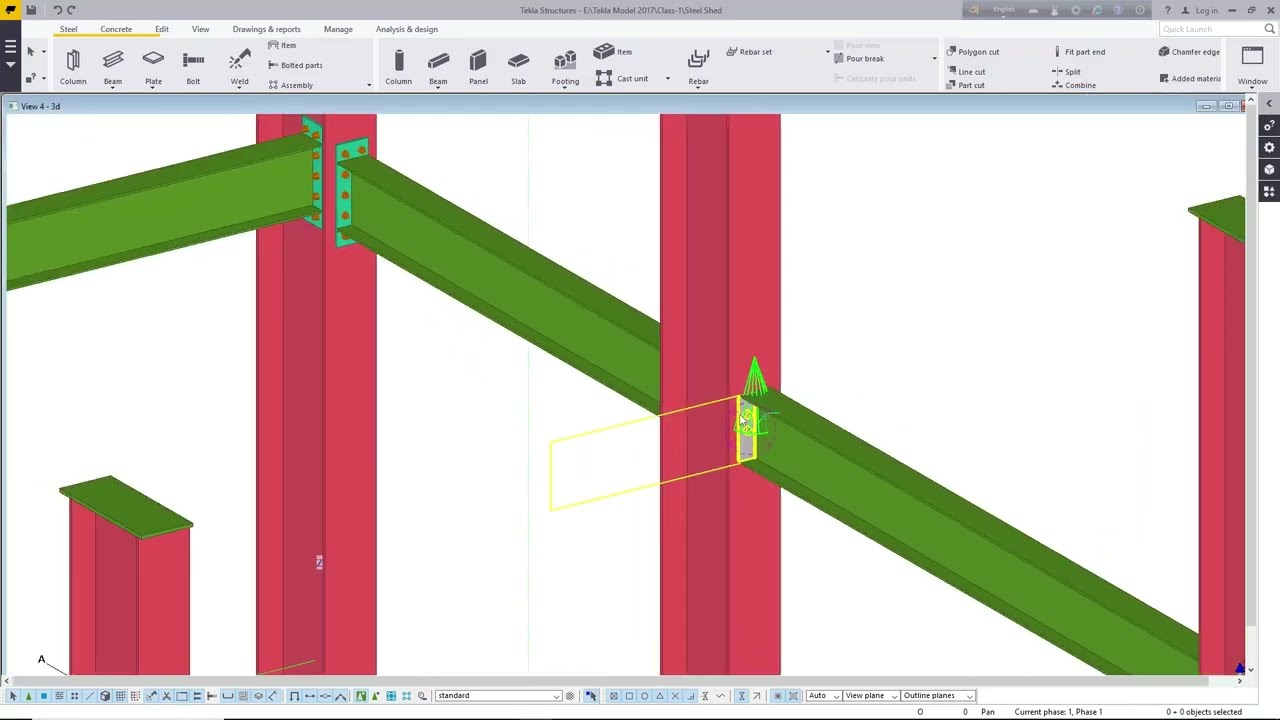 Tekla Structures - E:\Tekla Model 2017\Class-1\Steel Shed
English
Log in
Steel Concrete Edit View Drawings & reports Manage Analysis & design
Quick Launch
Item
Bolted parts
Assembly
Column Beam Plate Bolt Weld
Column Beam Panel Slab Footing
Item
Cast unit
Rebar
Rebar set
Pour view
Pour break
Calculate pour units
Polygon cut
Line cut
Part cut
Fit part end
Split
Combine
Chamfer edge
Added materia
Window
View 4 - 3d
A
standard
Auto
View plane
Outline planes
O 0 Pan Current phase: 1, Phase 1 0 + 0 objects selected